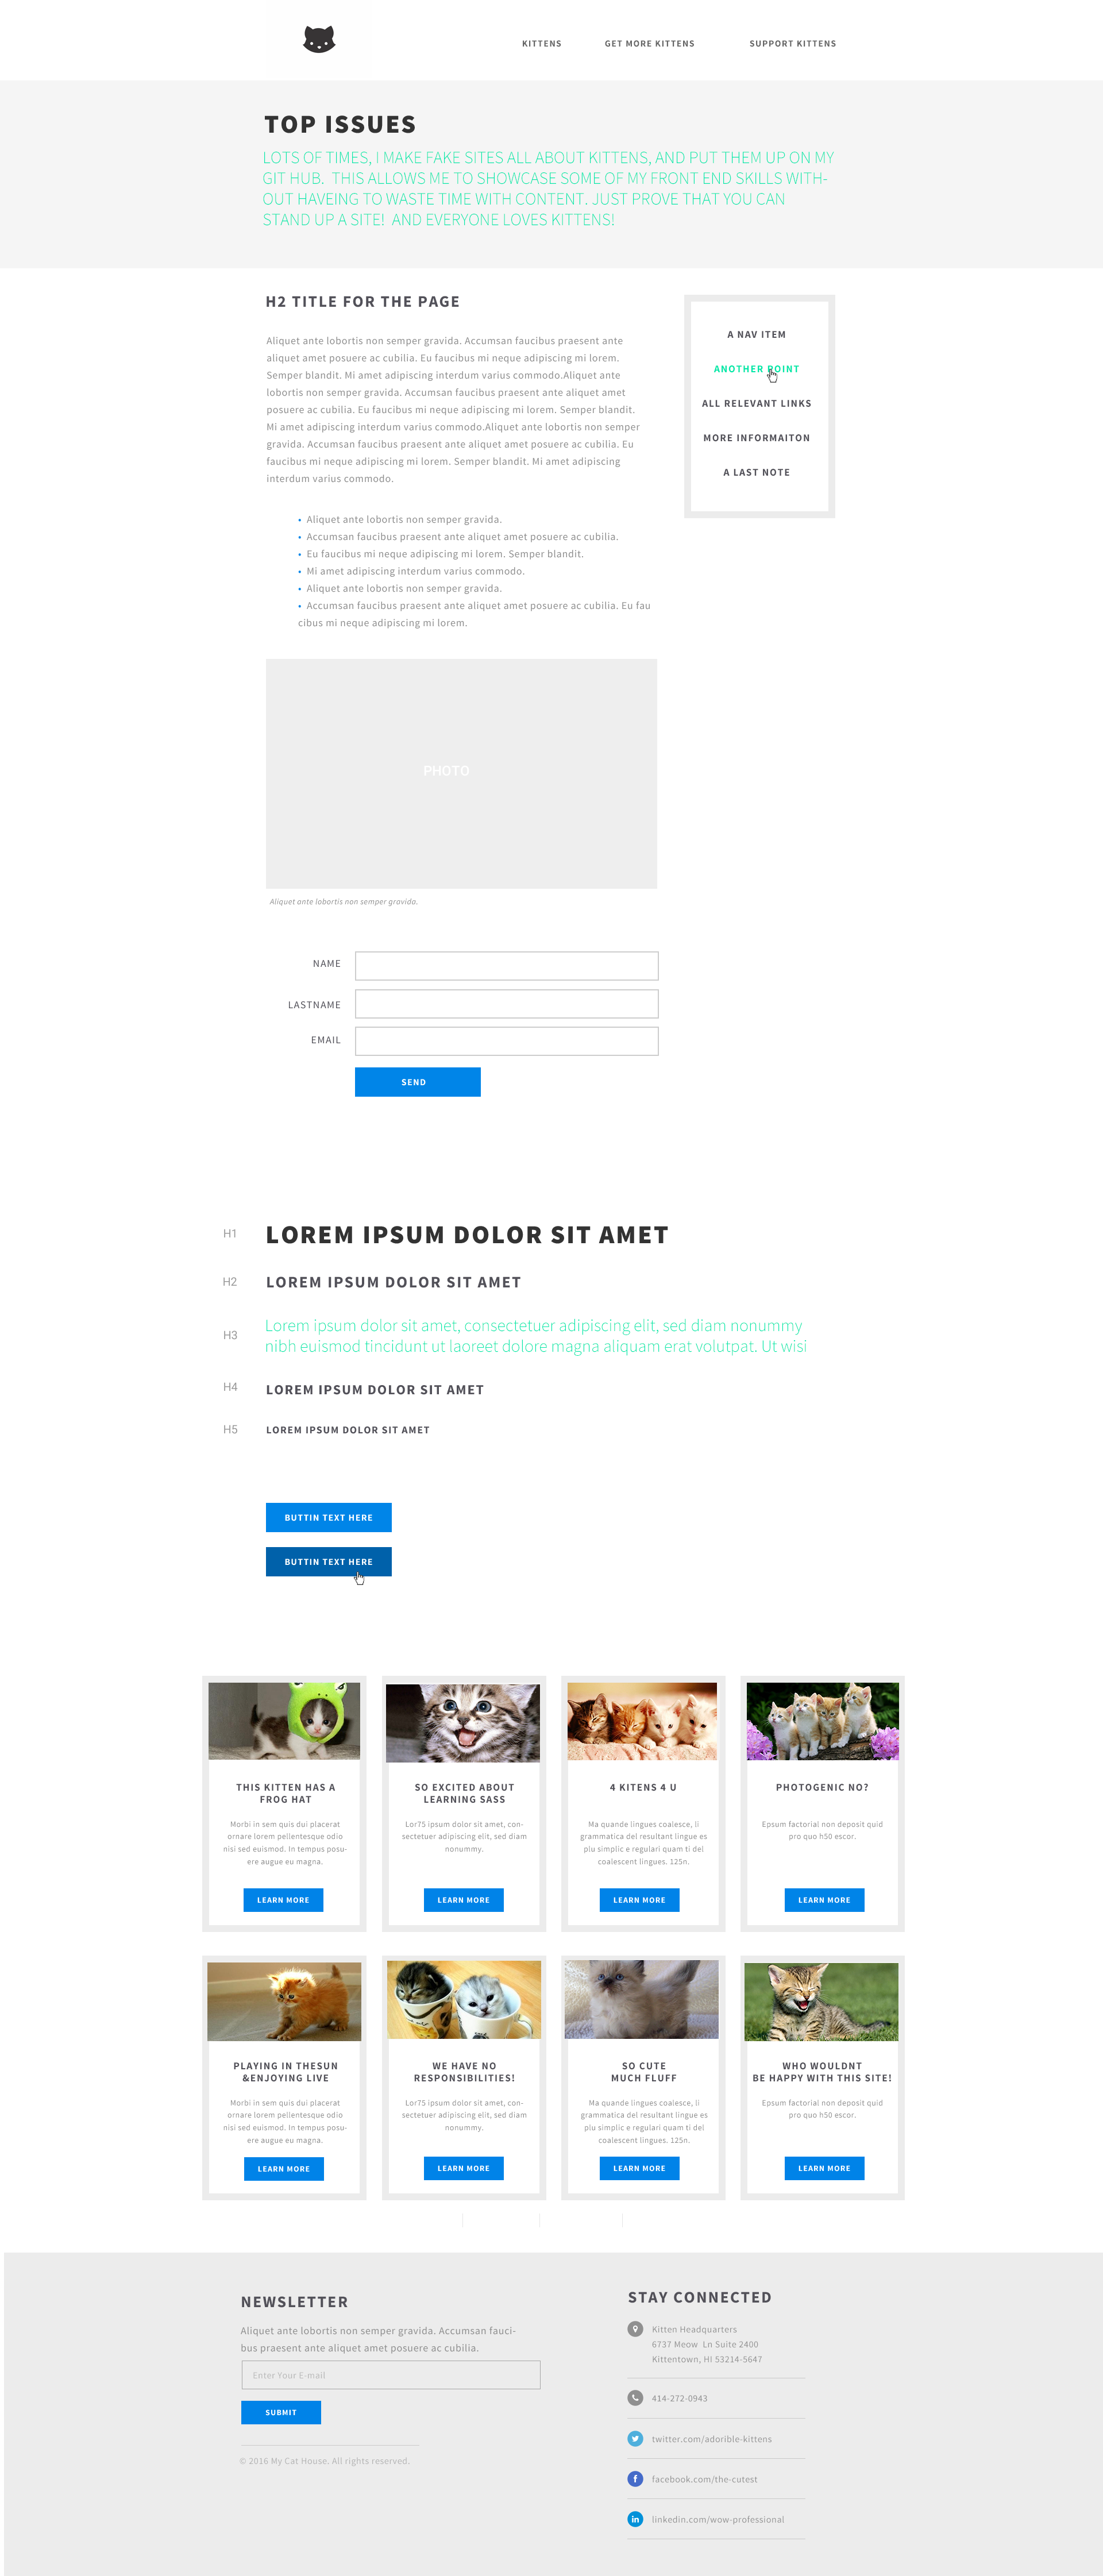 KITTENS
GET MORE KITTENS
SUPPORT KITTENS
TOP ISSUES
LOTS OF TIMES, I MAKE FAKE SITES ALL ABOUT KITTENS, AND PUT THEM UP ON MY
GIT HUB.  THIS ALLOWS ME TO SHOWCASE SOME OF MY FRONT END SKILLS WITH-
OUT HAVEING TO WASTE TIME WITH CONTENT. JUST PROVE THAT YOU CAN
STAND UP A SITE!  AND EVERYONE LOVES KITTENS!
H2 TITLE FOR THE PAGE
Aliquet ante lobortis non semper gravida. Accumsan faucibus praesent ante
aliquet amet posuere ac cubilia. Eu faucibus mi neque adipiscing mi lorem.
Semper blandit. Mi amet adipiscing interdum varius commodo.Aliquet ante
lobortis non semper gravida. Accumsan faucibus praesent ante aliquet amet
posuere ac cubilia. Eu faucibus mi neque adipiscing mi lorem. Semper blandit.
Mi amet adipiscing interdum varius commodo.Aliquet ante lobortis non semper
gravida. Accumsan faucibus praesent ante aliquet amet posuere ac cubilia. Eu
faucibus mi neque adipiscing mi lorem. Semper blandit. Mi amet adipiscing
interdum varius commodo.
• Aliquet ante lobortis non semper gravida.
• Accumsan faucibus praesent ante aliquet amet posuere ac cubilia.
• Eu faucibus mi neque adipiscing mi lorem. Semper blandit.
• Mi amet adipiscing interdum varius commodo.
• Aliquet ante lobortis non semper gravida.
• Accumsan faucibus praesent ante aliquet amet posuere ac cubilia. Eu fau
cibus mi neque adipiscing mi lorem.
A NAV ITEM
ANOTHER POINT
ALL RELEVANT LINKS
MORE INFORMAITON
A LAST NOTE
PHOTO
Aliquet ante lobortis non semper gravida.
NAME
LASTNAME
EMAIL
SEND
H1
LOREM IPSUM DOLOR SIT AMET
H2
LOREM IPSUM DOLOR SIT AMET
H3
Lorem ipsum dolor sit amet, consectetuer adipiscing elit, sed diam nonummy
nibh euismod tincidunt ut laoreet dolore magna aliquam erat volutpat. Ut wisi
H4
LOREM IPSUM DOLOR SIT AMET
H5
LOREM IPSUM DOLOR SIT AMET
BUTTIN TEXT HERE
BUTTIN TEXT HERE
THIS KITTEN HAS A
FROG HAT
Morbi in sem quis dui placerat
ornare lorem pellentesque odio
nisi sed euismod. In tempus posu-
ere augue eu magna.
LEARN MORE
SO EXCITED ABOUT
LEARNING SASS
Lor75 ipsum dolor sit amet, con-
sectetuer adipiscing elit, sed diam
nonummy.
LEARN MORE
4 KITENS 4 U
Ma quande lingues coalesce, li
grammatica del resultant lingue es
plu simplic e regulari quam ti del
coalescent lingues. 125n.
LEARN MORE
PHOTOGENIC NO?
Epsum factorial non deposit quid
pro quo h50 escor.
LEARN MORE
PLAYING IN THESUN
&ENJOYING LIVE
Morbi in sem quis dui placerat
ornare lorem pellentesque odio
nisi sed euismod. In tempus posu-
ere augue eu magna.
LEARN MORE
WE HAVE NO
RESPONSIBILITIES!
Lor75 ipsum dolor sit amet, con-
sectetuer adipiscing elit, sed diam
nonummy.
LEARN MORE
SO CUTE
MUCH FLUFF
Ma quande lingues coalesce, li
grammatica del resultant lingue es
plu simplic e regulari quam ti del
coalescent lingues. 125n.
LEARN MORE
WHO WOULDNT
BE HAPPY WITH THIS SITE!
Epsum factorial non deposit quid
pro quo h50 escor.
LEARN MORE
NEWSLETTER
Aliquet ante lobortis non semper gravida. Accumsan fauci-
bus praesent ante aliquet amet posuere ac cubilia.
Enter Your E-mail
SUBMIT
© 2016 My Cat House. All rights reserved.
STAY CONNECTED
Kitten Headquarters
6737 Meow  Ln Suite 2400
Kittentown, HI 53214-5647
414-272-0943
twitter.com/adorible-kittens
facebook.com/the-cutest
linkedin.com/wow-professional